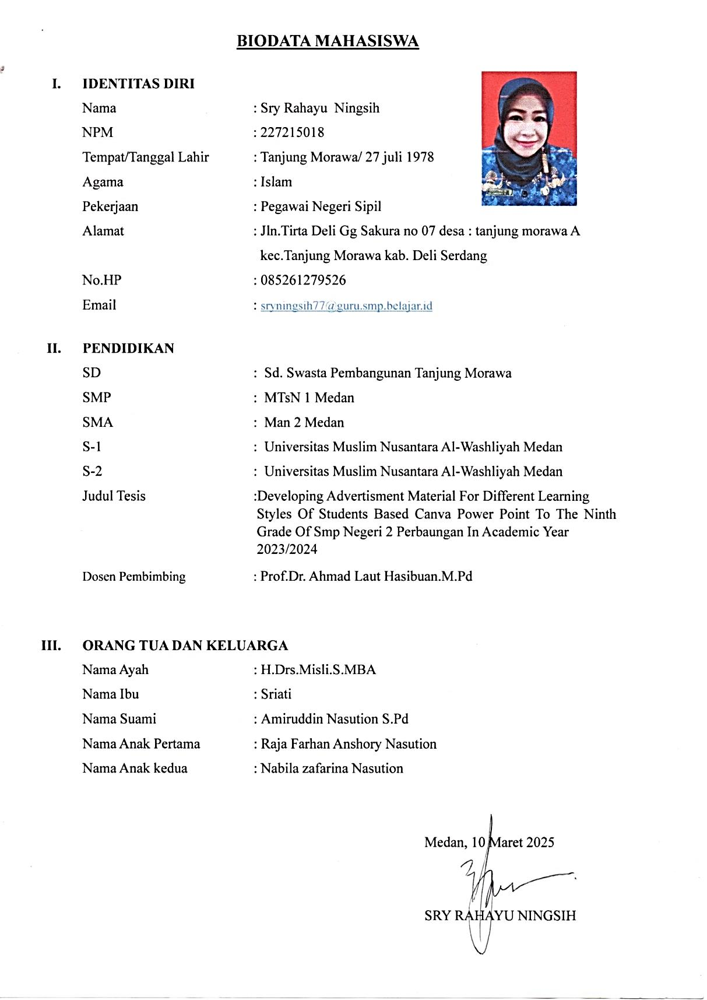 BIODATA MAHASISWA
I. IDENTITAS DIRI
Nama : Sry Rahayu Ningsih
NPM : 227215018
Tempat/Tanggal Lahir : Tanjung Morawa/ 27 juli 1978
Agama : Islam
Pekerjaan : Pegawai Negeri Sipil
Alamat : Jln.Tirta Deli Gg Sakura no 07 desa : tanjung morawa A
kec.Tanjung Morawa kab. Deli Serdang
No.HP : 085261279526
Email : sryningsih77@guru.smp.belajar.id
II. PENDIDIKAN
SD : Sd. Swasta Pembangunan Tanjung Morawa
SMP : MTsN 1 Medan
SMA : Man 2 Medan
S-1 : Universitas Muslim Nusantara Al-Washliyah Medan
S-2 : Universitas Muslim Nusantara Al-Washliyah Medan
Judul Tesis :Developing Advertisment Material For Different Learning
Styles Of Students Based Canva Power Point To The Ninth
Grade Of Smp Negeri 2 Perbaungan In Academic Year
2023/2024
Dosen Pembimbing : Prof.Dr. Ahmad Laut Hasibuan.M.Pd
III. ORANG TUA DAN KELUARGA
Nama Ayah : H.Drs.Misli.S.MBA
Nama Ibu : Sriati
Nama Suami : Amiruddin Nasution S.Pd
Nama Anak Pertama : Raja Farhan Anshory Nasution
Nama Anak kedua : Nabila zafarina Nasution
Medan, 10 Maret 2025
SRY RAHAYU NINGSIH